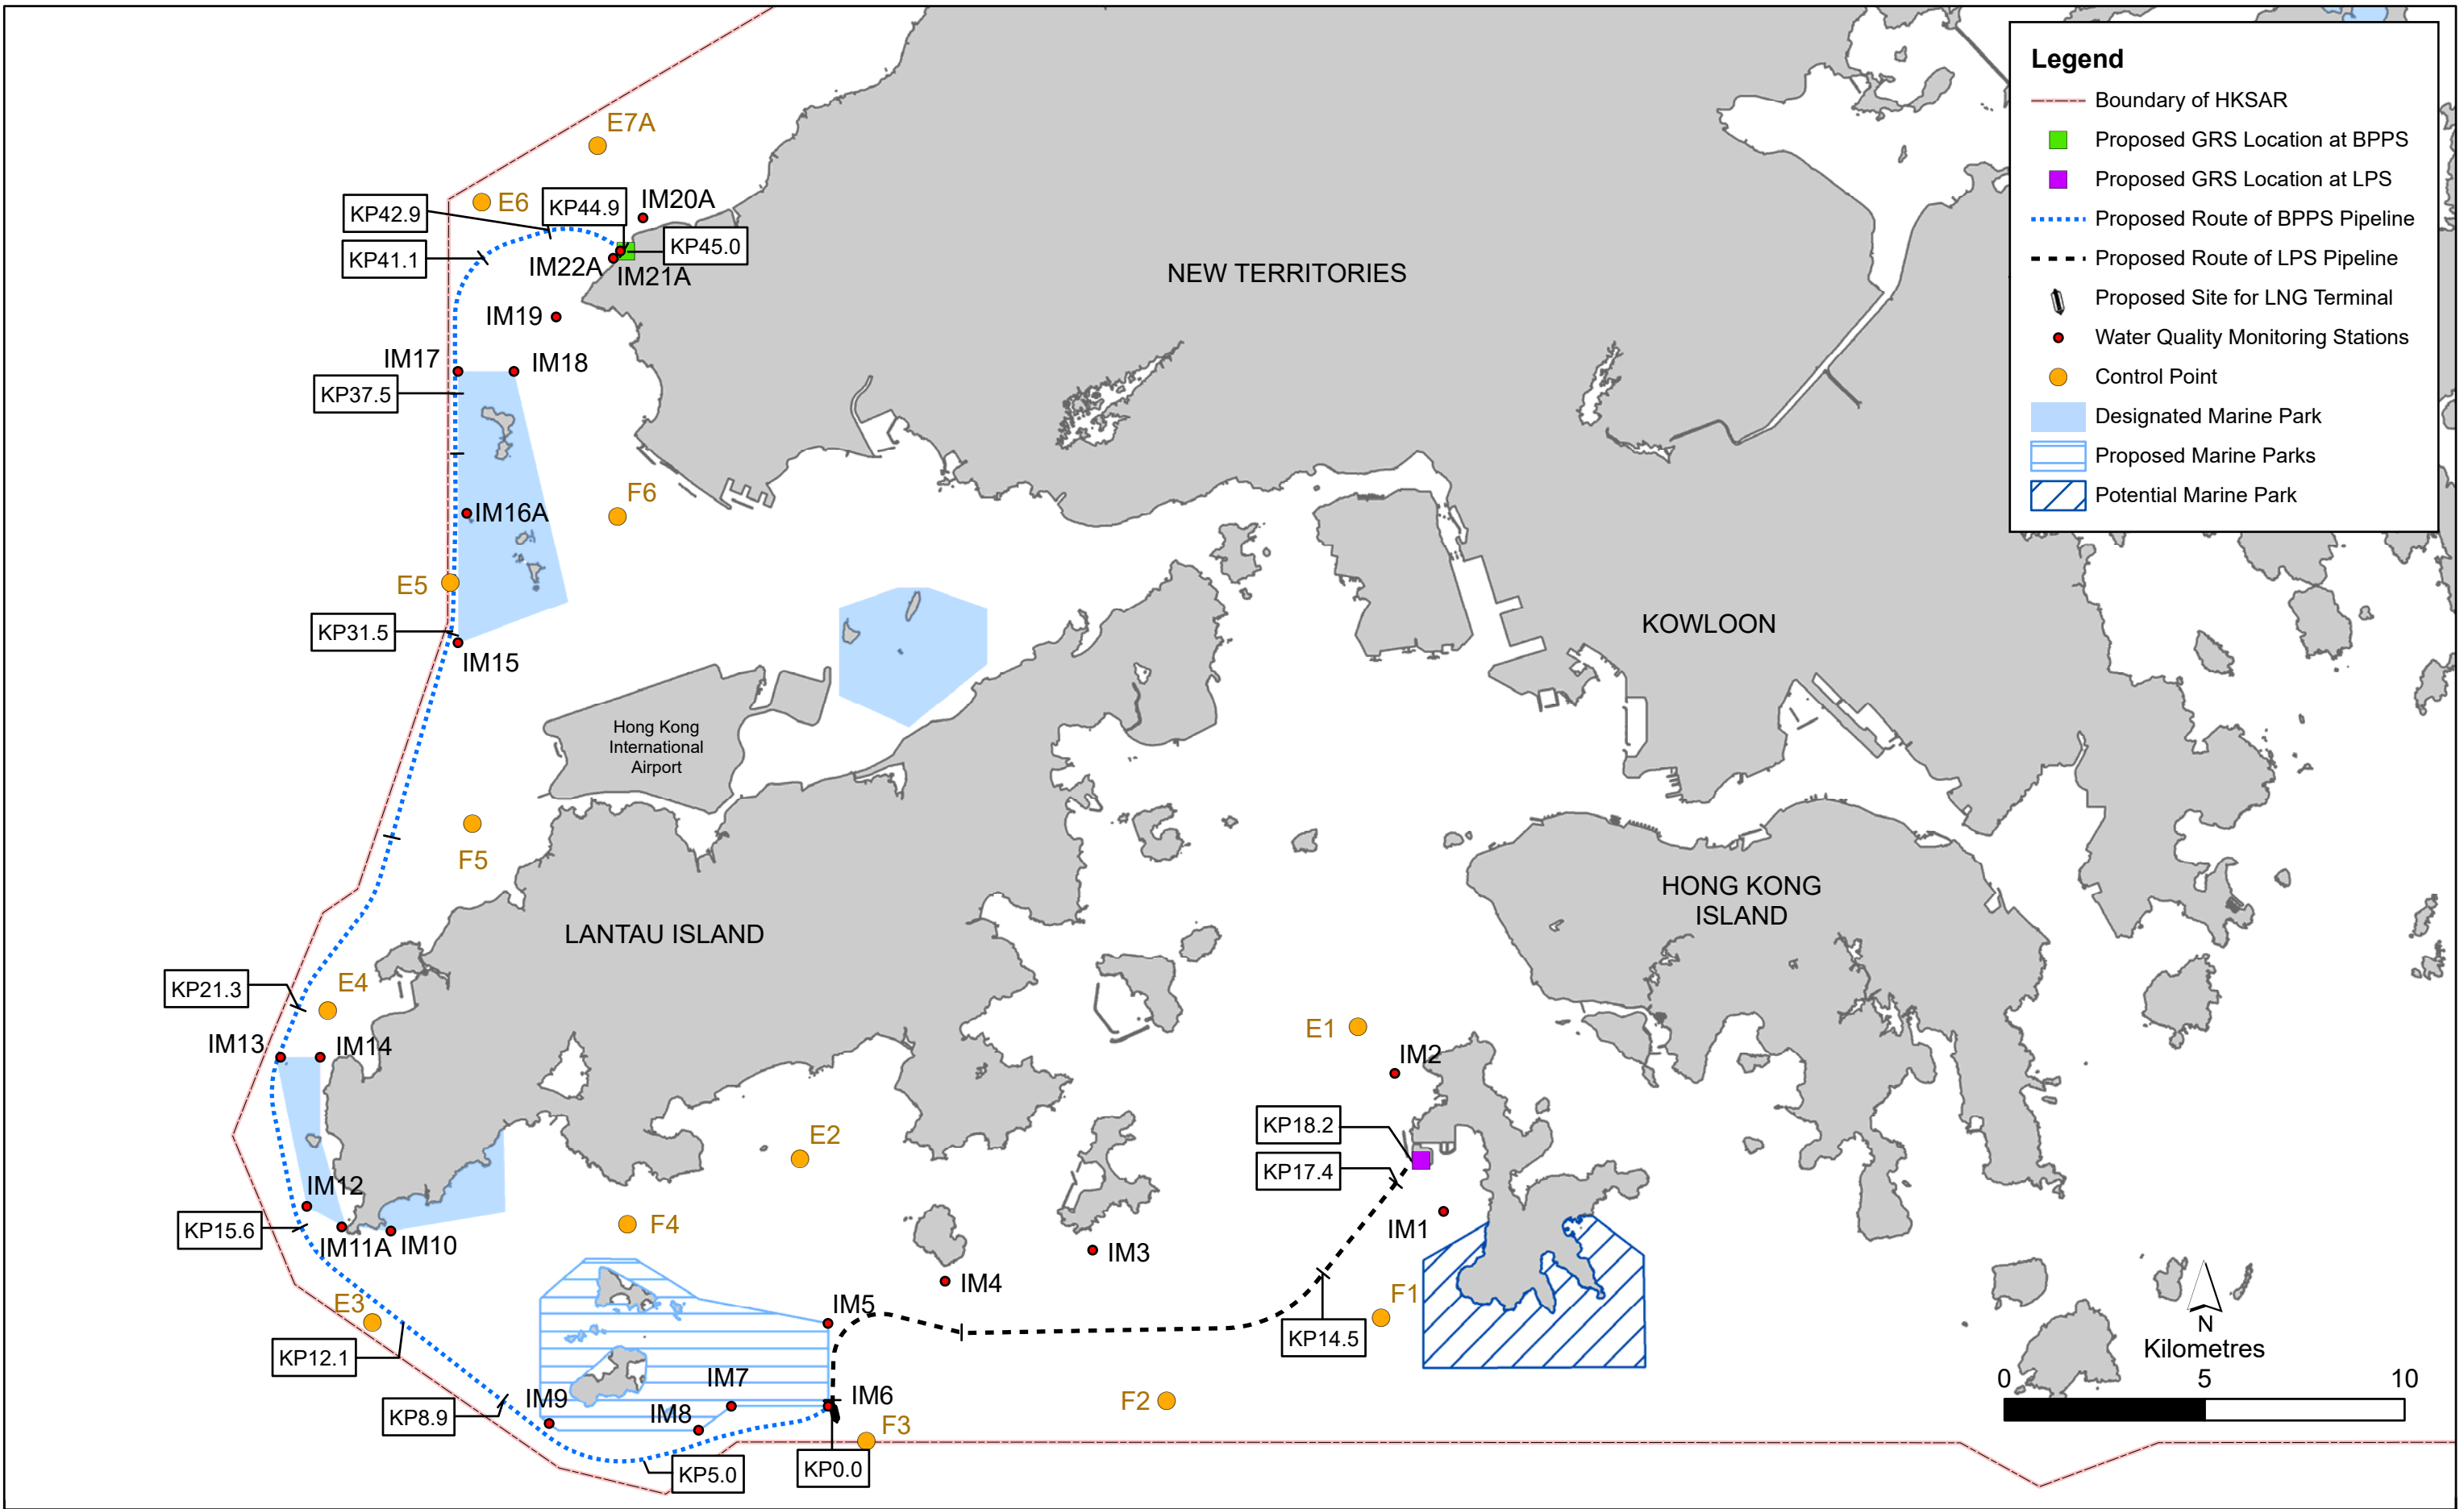 Legend
Boundary of HKSAR
Proposed GRS Location at BPPS
Proposed GRS Location at LPS
Proposed Route of BPPS Pipeline
Proposed Route of LPS Pipeline
Proposed Site for LNG Terminal
Water Quality Monitoring Stations
Control Point
Designated Marine Park
Proposed Marine Parks
Potential Marine Park
E7A
E6
KP42.9
KP44.9
IM20A
KP41.1
KP45.0
IM22A
IM21A
NEW TERRITORIES
IM19
IM17
IM18
KP37.5
F6
IM16A
E5
KP31.5
IM15
KOWLOON
Hong Kong
International
Airport
F5
HONG KONG
ISLAND
LANTAU ISLAND
KP21.3
E4
IM13
IM14
E1
IM2
KP18.2
E2
KP17.4
IM12
KP15.6
IM11A
IM10
F4
IM1
IM3
IM4
E3
IM5
F1
KP14.5
KP12.1
N
Kilometres
0
5
10
IM7
IM9
IM8
IM6
KP8.9
F2
F3
KP5.0
KP0.0